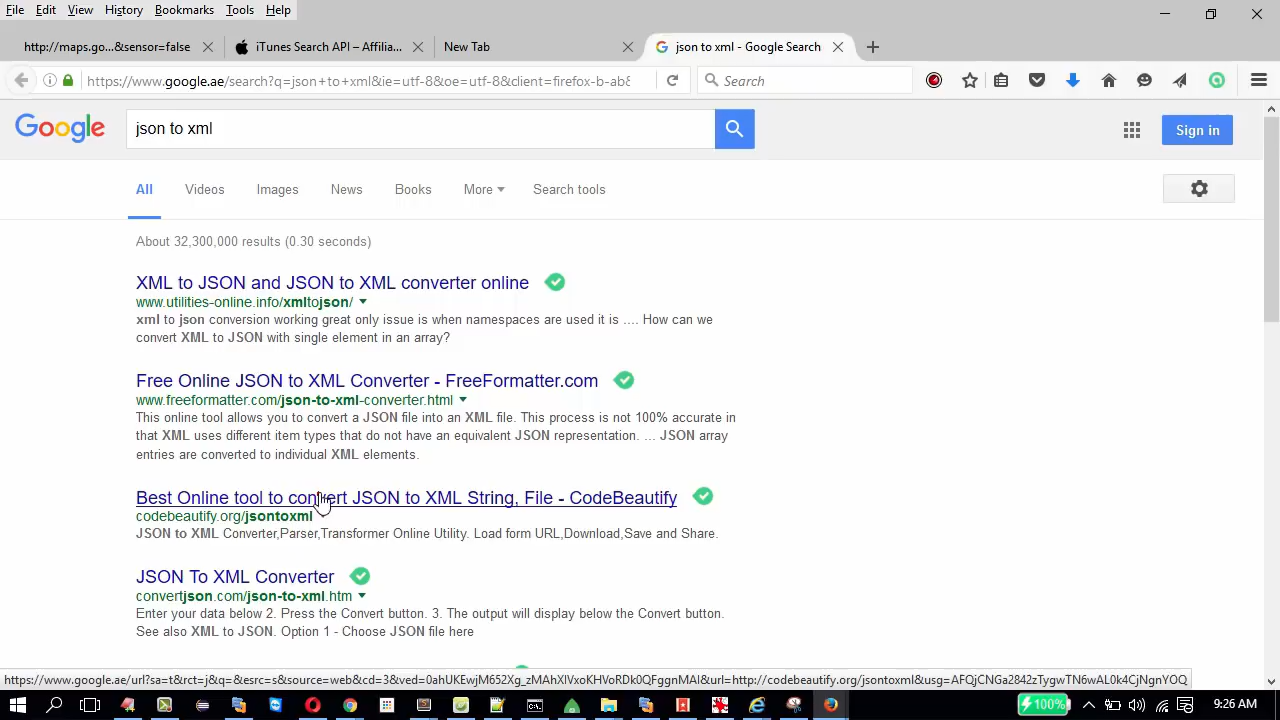 File Edit View History Bookmarks Tools Help
http://maps.go...&sensor=false
iTunes Search API – Affilia...
New Tab
json to xml - Google Search
https://www.google.ae/search?q=json+to+xml&ie=utf-8&oe=utf-8&client=firefox-b-ab&
Search
Google
json to xml
Sign in
All Videos Images News Books More Search tools
About 32,300,000 results (0.30 seconds)
XML to JSON and JSON to XML converter online
www.utilities-online.info/xmltojson/
xml to json conversion working great only issue is when namespaces are used it is .... How can we
convert XML to JSON with single element in an array?
Free Online JSON to XML Converter - FreeFormatter.com
www.freeformatter.com/json-to-xml-converter.html
This online tool allows you to convert a JSON file into an XML file. This process is not 100% accurate in
that XML uses different item types that do not have an equivalent JSON representation. ... JSON array
entries are converted to individual XML elements.
Best Online tool to convert JSON to XML String, File - CodeBeautify
codebeautify.org/jsontoxml
JSON to XML Converter,Parser,Transformer Online Utility. Load form URL,Download,Save and Share.
JSON To XML Converter
convertjson.com/json-to-xml.htm
Enter your data below 2. Press the Convert button. 3. The output will display below the Convert button.
See also XML to JSON. Option 1 - Choose JSON file here
https://www.google.ae/url?sa=t&rct=j&q=&esrc=s&source=web&cd=3&ved=0ahUKEwjM652Xg_zMAhXIVxoKHVoRDk0QFggnMAI&url=http://codebeautify.org/jsontoxml&usg=AFQjCNGa2842zTygwTN6wAL0k4CjNgnYOQ
100%
9:26 AM